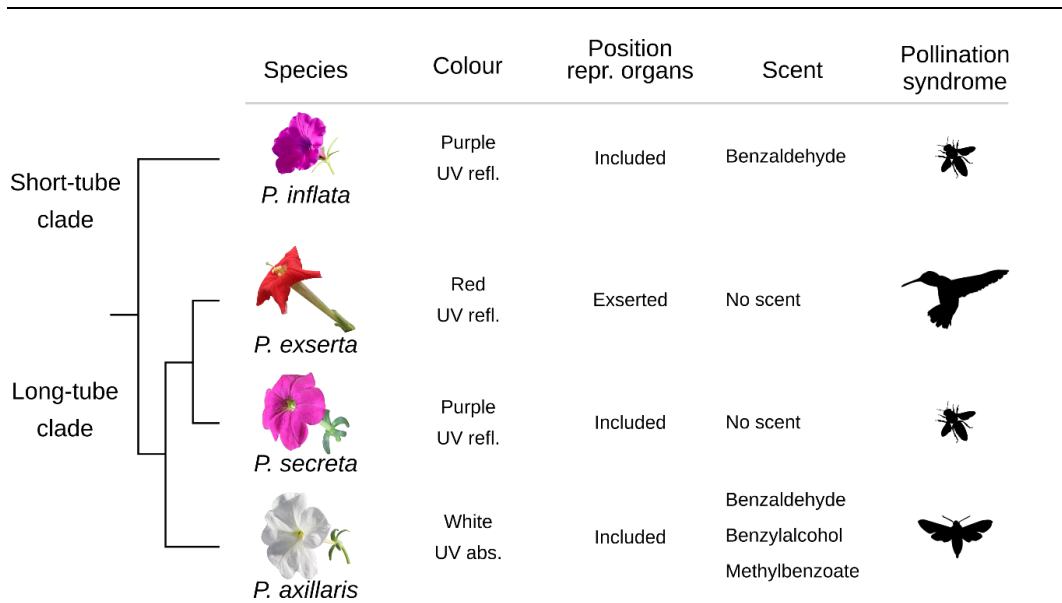 Species
Colour
Position
repr. organs
Scent
Pollination
syndrome
Short-tube
clade
P. inflata
Purple
UV refl.
Included
Benzaldehyde
Long-tube
clade
P. exserta
Red
UV refl.
Exserted
No scent
P. secreta
Purple
UV refl.
Included
No scent
P. axillaris
White
UV abs.
Included
Benzaldehyde
Benzylalcohol
Methylbenzoate